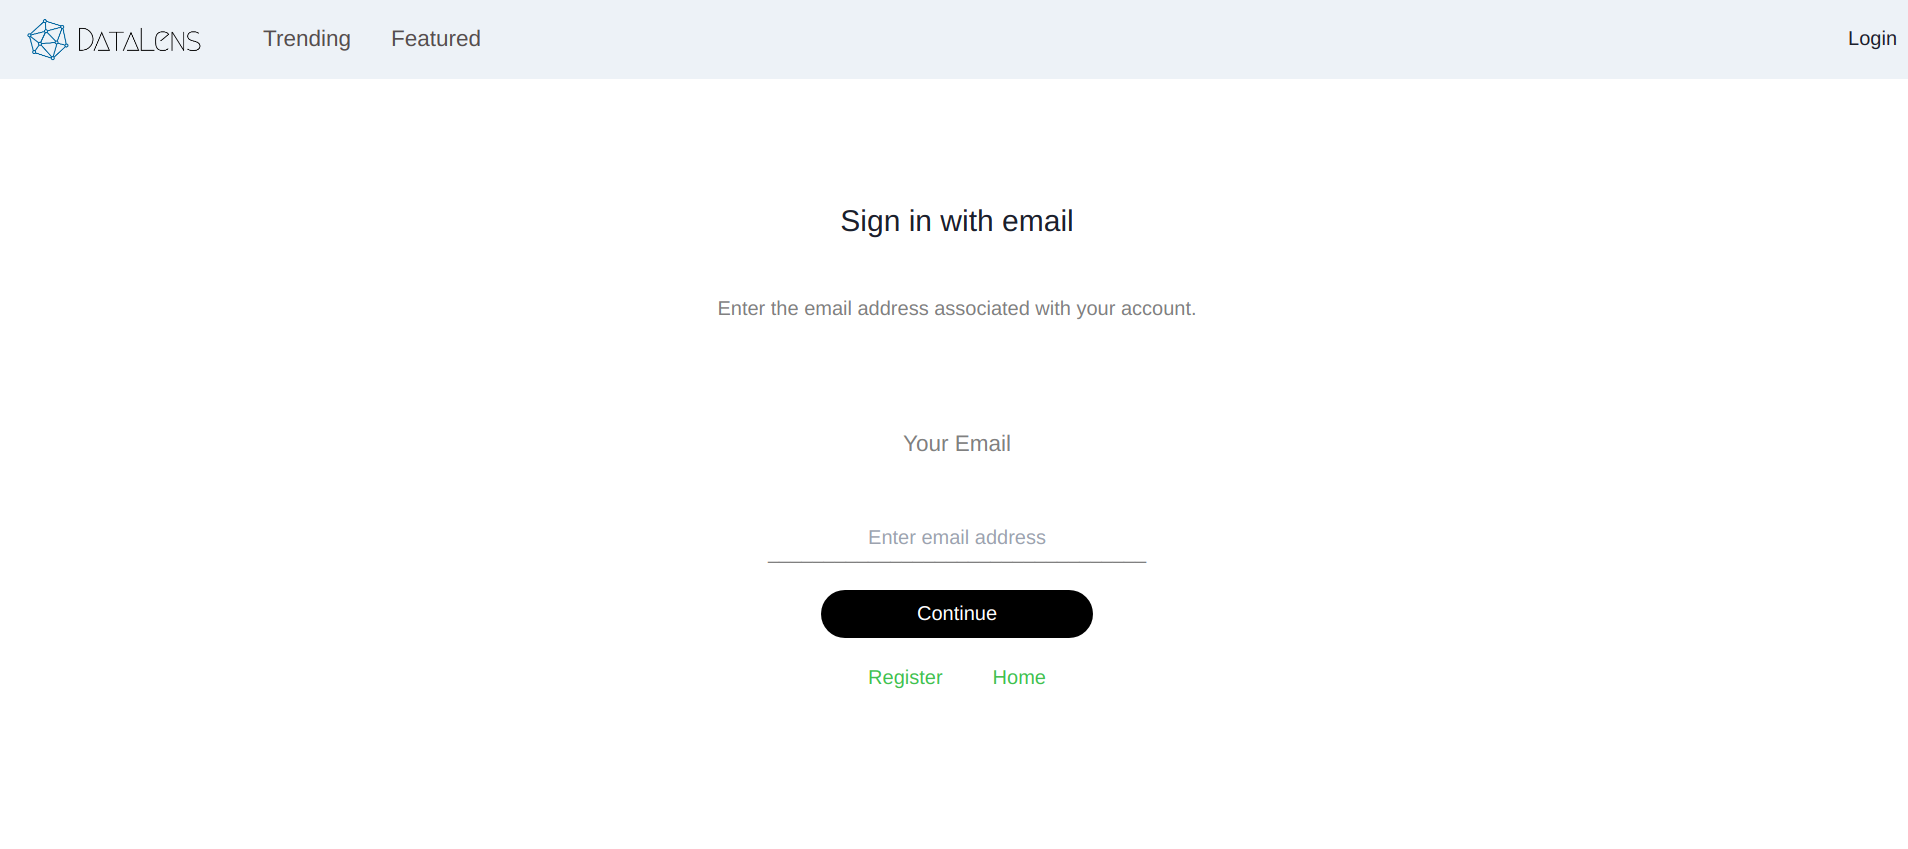 DataLens Trending Featured Login
Sign in with email
Enter the email address associated with your account.
Your Email
Enter email address
Continue
Register Home